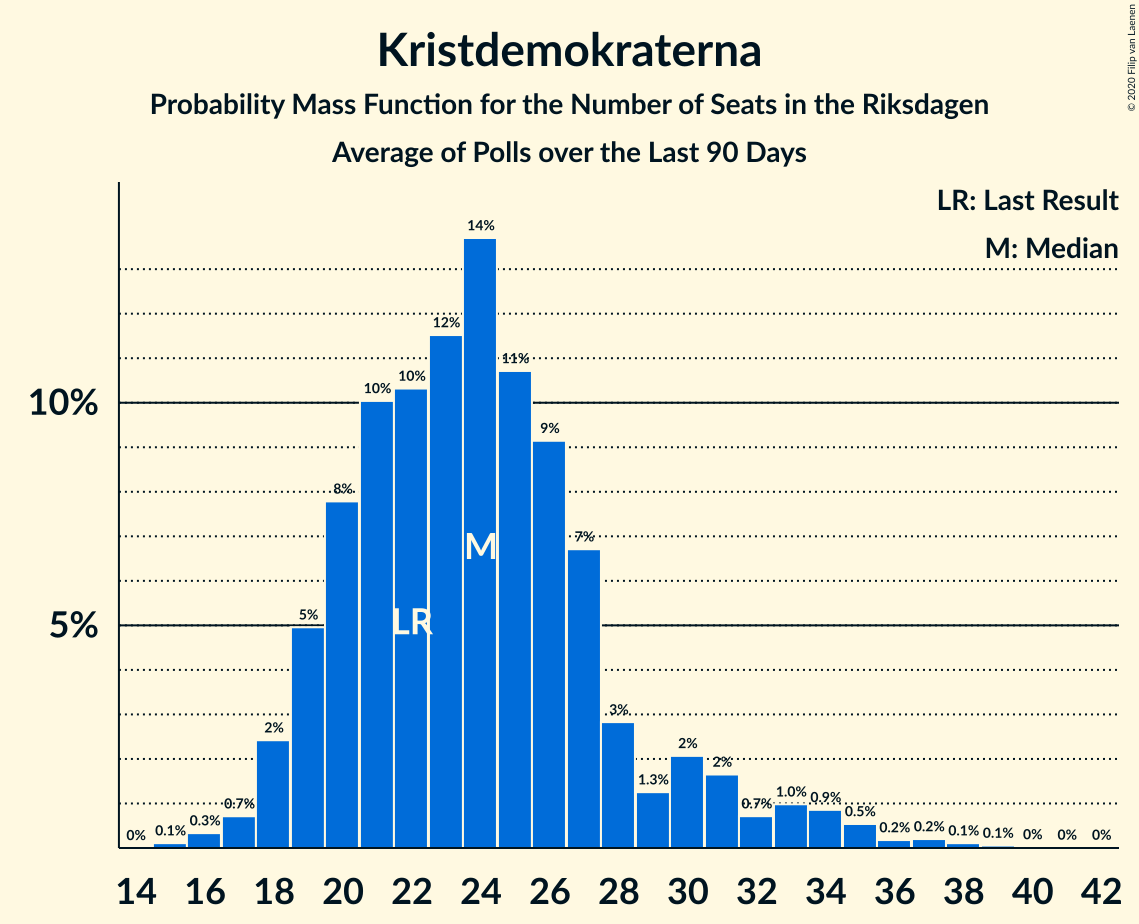 Kristdemokraterna
Probability Mass Function for the Number of Seats in the Riksdagen
Average of Polls over the Last 90 Days
© 2020 Filip van Laenen
LR: Last Result
M: Median
10%
5%
0% 0.1% 0.3% 0.7% 2% 5% 8% 10% 10% 12% 14% 11% 9% 7% 3% 1.3% 2% 2% 0.7% 1.0% 0.9% 0.5% 0.2% 0.2% 0.1% 0.1% 0% 0% 0%
M
LR
14 16 18 20 22 24 26 28 30 32 34 36 38 40 42